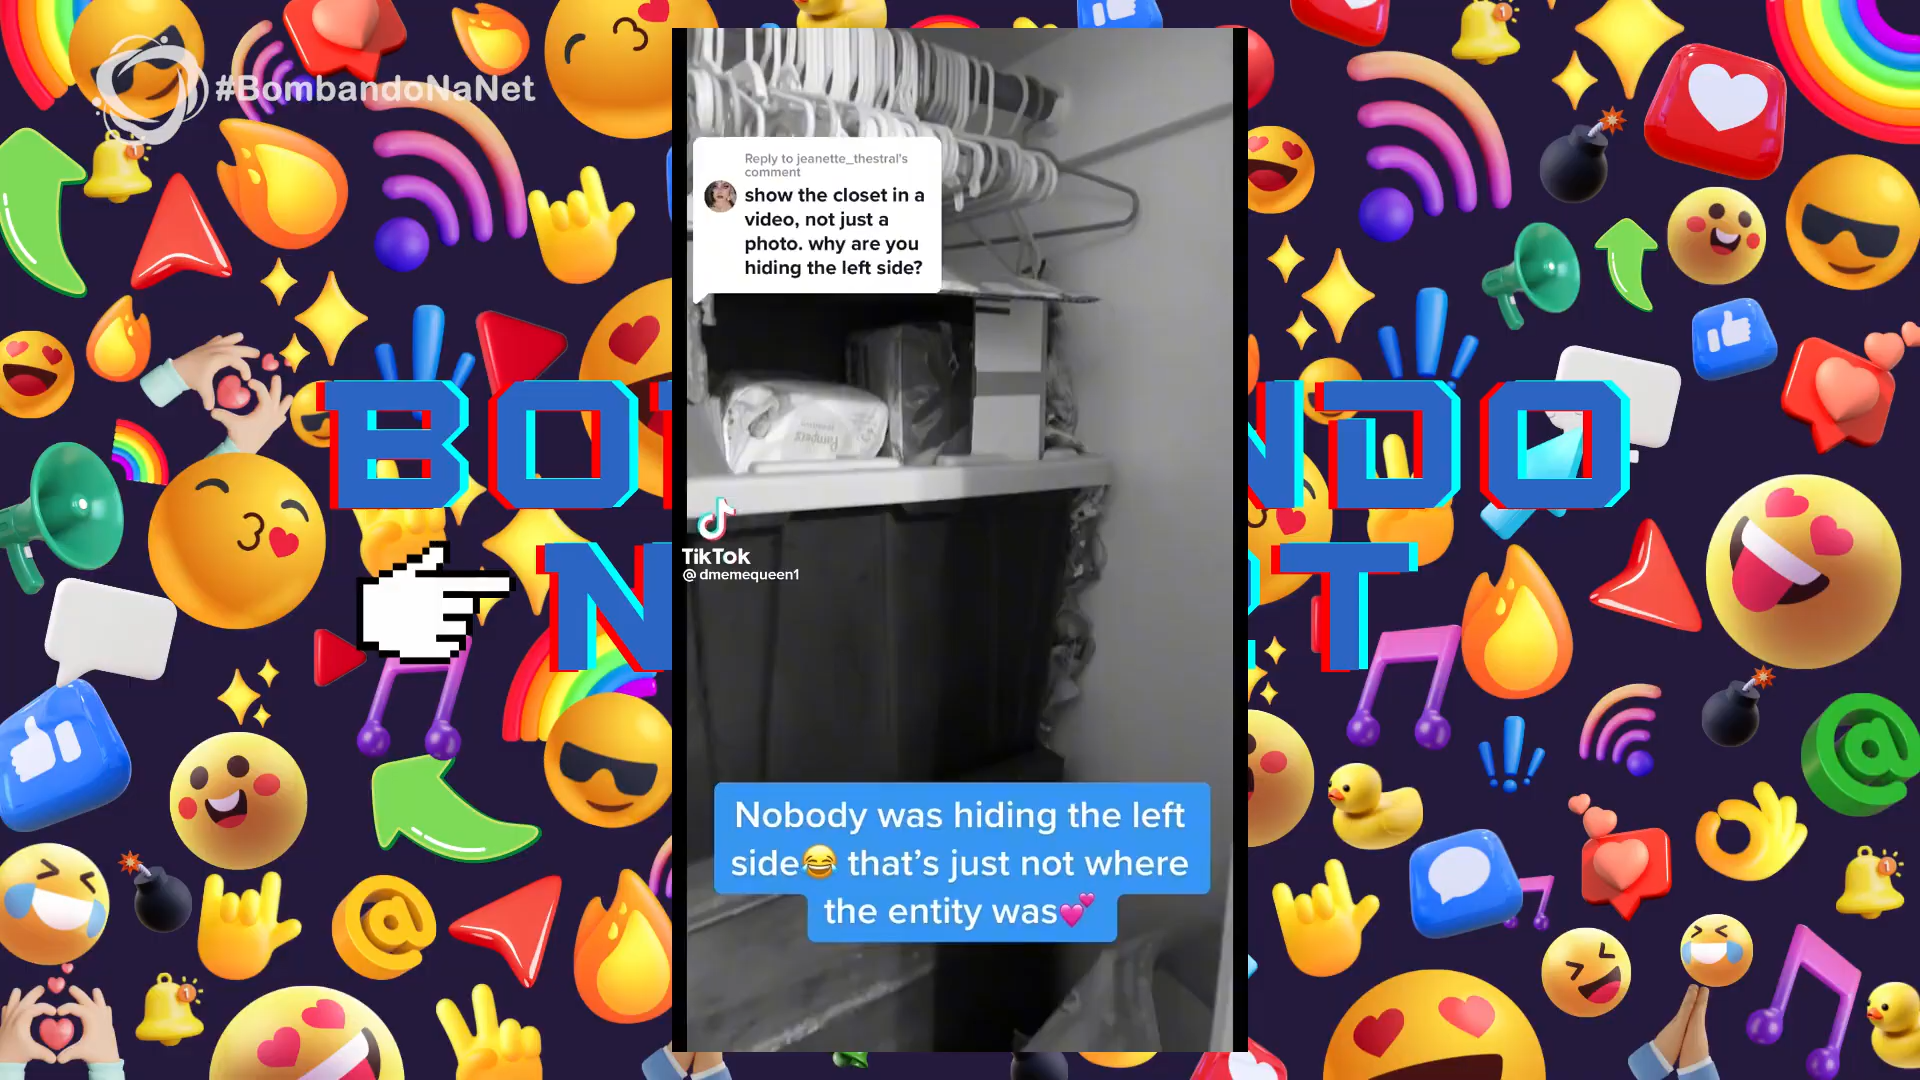 #BombandoNaNet
Reply to jeanette_thestral's
comment
show the closet in a
video, not just a
photo. why are you
hiding the left side?
Pampers
TikTok
@ dmemequeen1
Nobody was hiding the left
side😂 that's just not where
the entity was💕